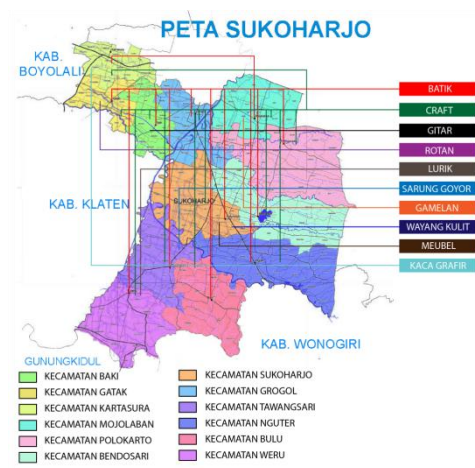 PETA SUKOHARJO
KAB.
BOYOLALI
BATIK
CRAFT
GITAR
ROTAN
LURIK
SARUNG GOYOR
GAMELAN
WAYANG KULIT
MEUBEL
KACA GRAFIR
KAB. KLATEN
SUKOHARJO
KAB. WONOGIRI
GUNUNGKIDUL
KECAMATAN BAKI
KECAMATAN GATAK
KECAMATAN KARTASURA
KECAMATAN MOJOLABAN
KECAMATAN POLOKARTO
KECAMATAN BENDOSARI
KECAMATAN SUKOHARJO
KECAMATAN GROGOL
KECAMATAN TAWANGSARI
KECAMATAN NGUTER
KECAMATAN BULU
KECAMATAN WERU